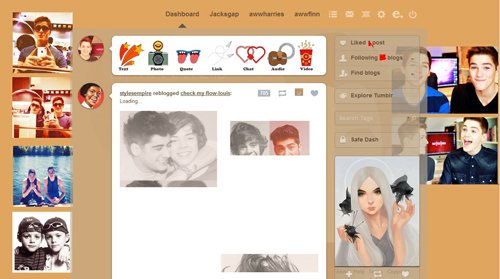 Dashboard Jacksgap awwharries awwfinn
Text Photo Quote Link Chat Audio Video
stylesempire reblogged check my flow-louis:
Loading...
Liked post
Following blogs
Find blogs
Explore Tumblr
Search Tags
Safe Dash